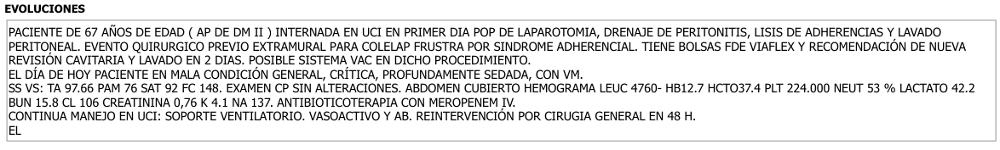 EVOLUCIONES
PACIENTE DE 67 AÑOS DE EDAD ( AP DE DM II ) INTERNADA EN UCI EN PRIMER DIA POP DE LAPAROTOMIA, DRENAJE DE PERITONITIS, LISIS DE ADHERENCIAS Y LAVADO
PERITONEAL. EVENTO QUIRURGICO PREVIO EXTRAMURAL PARA COLELAP FRUSTRA POR SINDROME ADHERENCIAL. TIENE BOLSAS FDE VIAFLEX Y RECOMENDACIÓN DE NUEVA
REVISIÓN CAVITARIA Y LAVADO EN 2 DIAS. POSIBLE SISTEMA VAC EN DICHO PROCEDIMIENTO.
EL DÍA DE HOY PACIENTE EN MALA CONDICIÓN GENERAL, CRÍTICA, PROFUNDAMENTE SEDADA, CON VM.
SS VS: TA 97.66 PAM 76 SAT 92 FC 148. EXAMEN CP SIN ALTERACIONES. ABDOMEN CUBIERTO HEMOGRAMA LEUC 4760- HB12.7 HCTO37.4 PLT 224.000 NEUT 53 % LACTATO 42.2
BUN 15.8 CL 106 CREATININA 0,76 K 4.1 NA 137. ANTIBIOTICOTERAPIA CON MEROPENEM IV.
CONTINUA MANEJO EN UCI: SOPORTE VENTILATORIO. VASOACTIVO Y AB. REINTERVENCIÓN POR CIRUGIA GENERAL EN 48 H.
EL